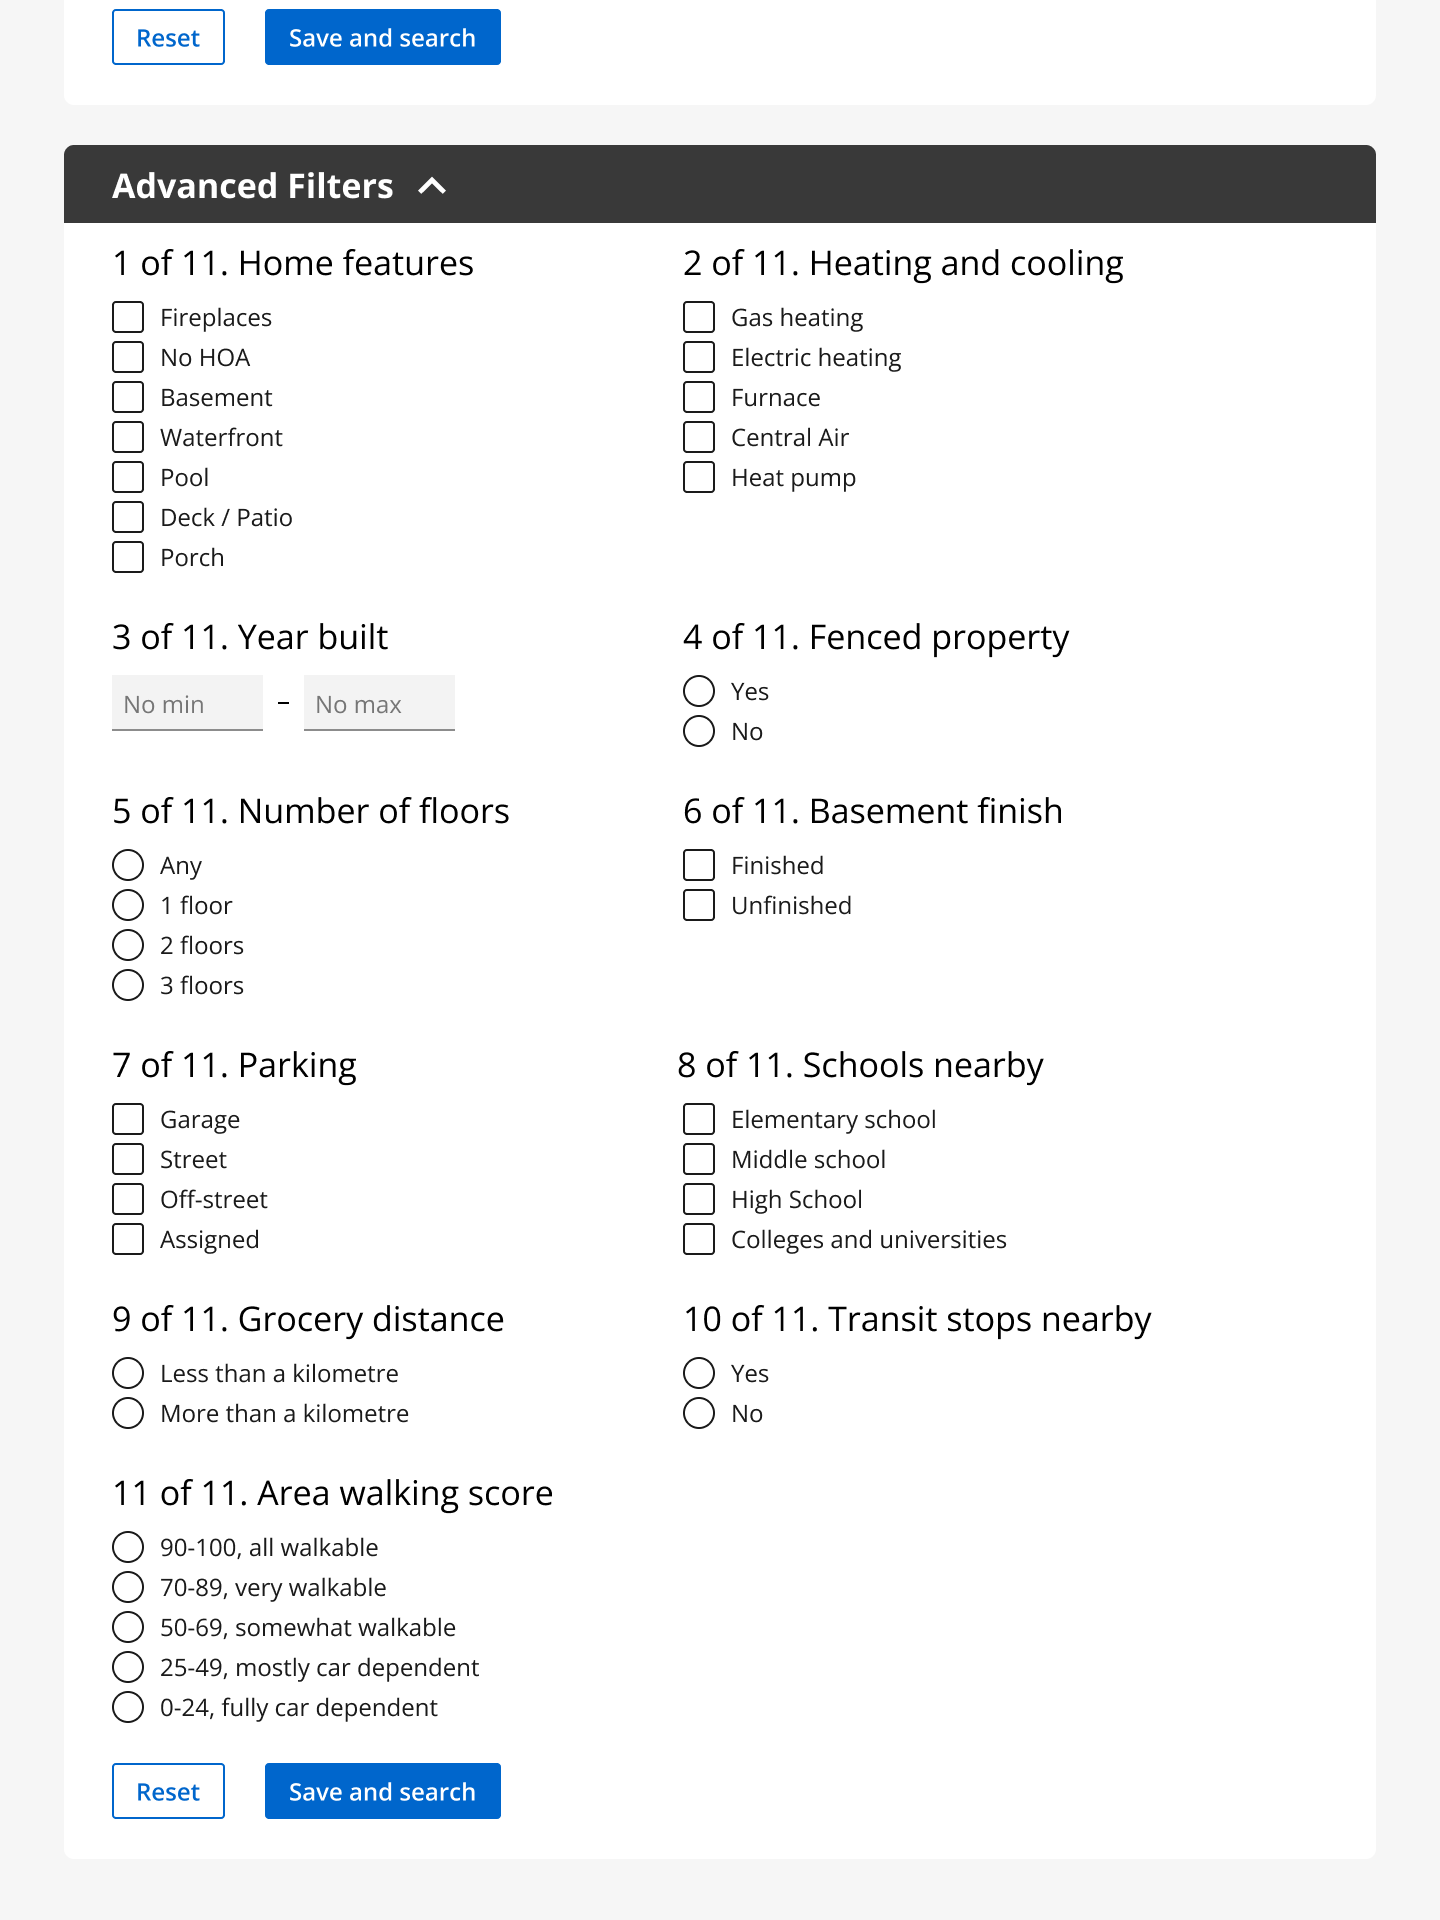 Reset
Save and search
Advanced Filters
1 of 11. Home features
Fireplaces
No HOA
Basement
Waterfront
Pool
Deck / Patio
Porch
2 of 11. Heating and cooling
Gas heating
Electric heating
Furnace
Central Air
Heat pump
3 of 11. Year built
No min – No max
4 of 11. Fenced property
Yes
No
5 of 11. Number of floors
Any
1 floor
2 floors
3 floors
6 of 11. Basement finish
Finished
Unfinished
7 of 11. Parking
Garage
Street
Off-street
Assigned
8 of 11. Schools nearby
Elementary school
Middle school
High School
Colleges and universities
9 of 11. Grocery distance
Less than a kilometre
More than a kilometre
10 of 11. Transit stops nearby
Yes
No
11 of 11. Area walking score
90-100, all walkable
70-89, very walkable
50-69, somewhat walkable
25-49, mostly car dependent
0-24, fully car dependent
Reset
Save and search